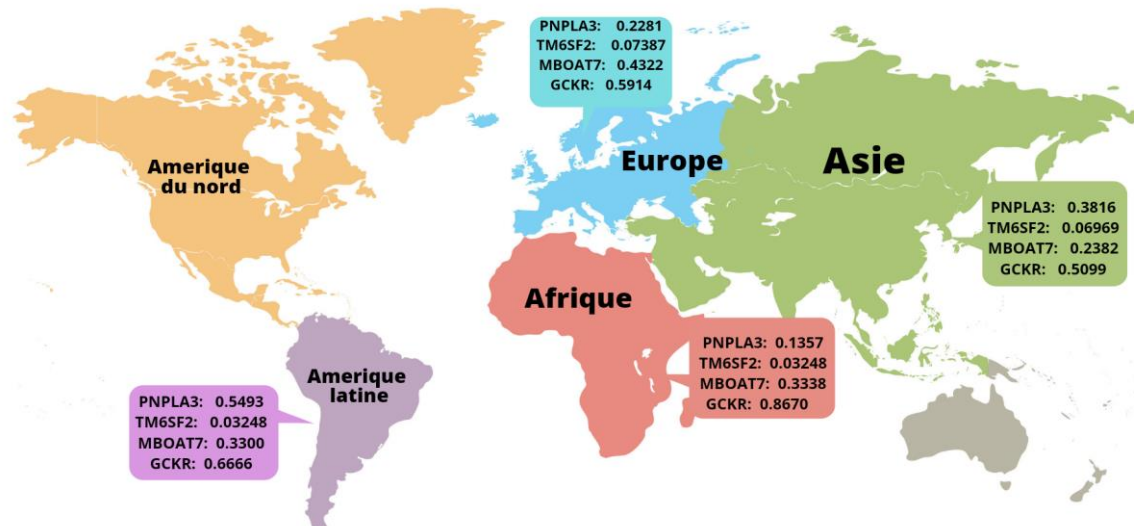 PNPLA3: 0.2281
TM6SF2: 0.07387
MBOAT7: 0.4322
GCKR: 0.5914
Amerique
du nord
Europe
Asie
PNPLA3: 0.3816
TM6SF2: 0.06969
MBOAT7: 0.2382
GCKR: 0.5099
Afrique
PNPLA3: 0.1357
TM6SF2: 0.03248
MBOAT7: 0.3338
GCKR: 0.8670
Amerique
latine
PNPLA3: 0.5493
TM6SF2: 0.03248
MBOAT7: 0.3300
GCKR: 0.6666